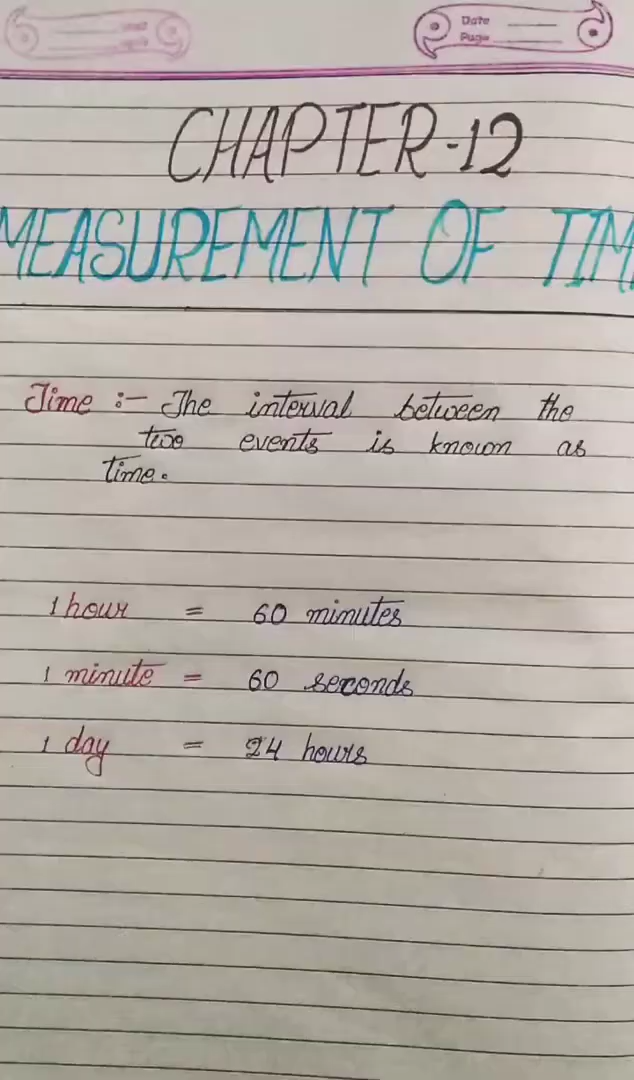 Date
Page
CHAPTER-12
MEASUREMENT OF TIM
Time :- The interval between the
two events is known as
time.
1 hour = 60 minutes
1 minute = 60 seconds
1 day = 24 hours